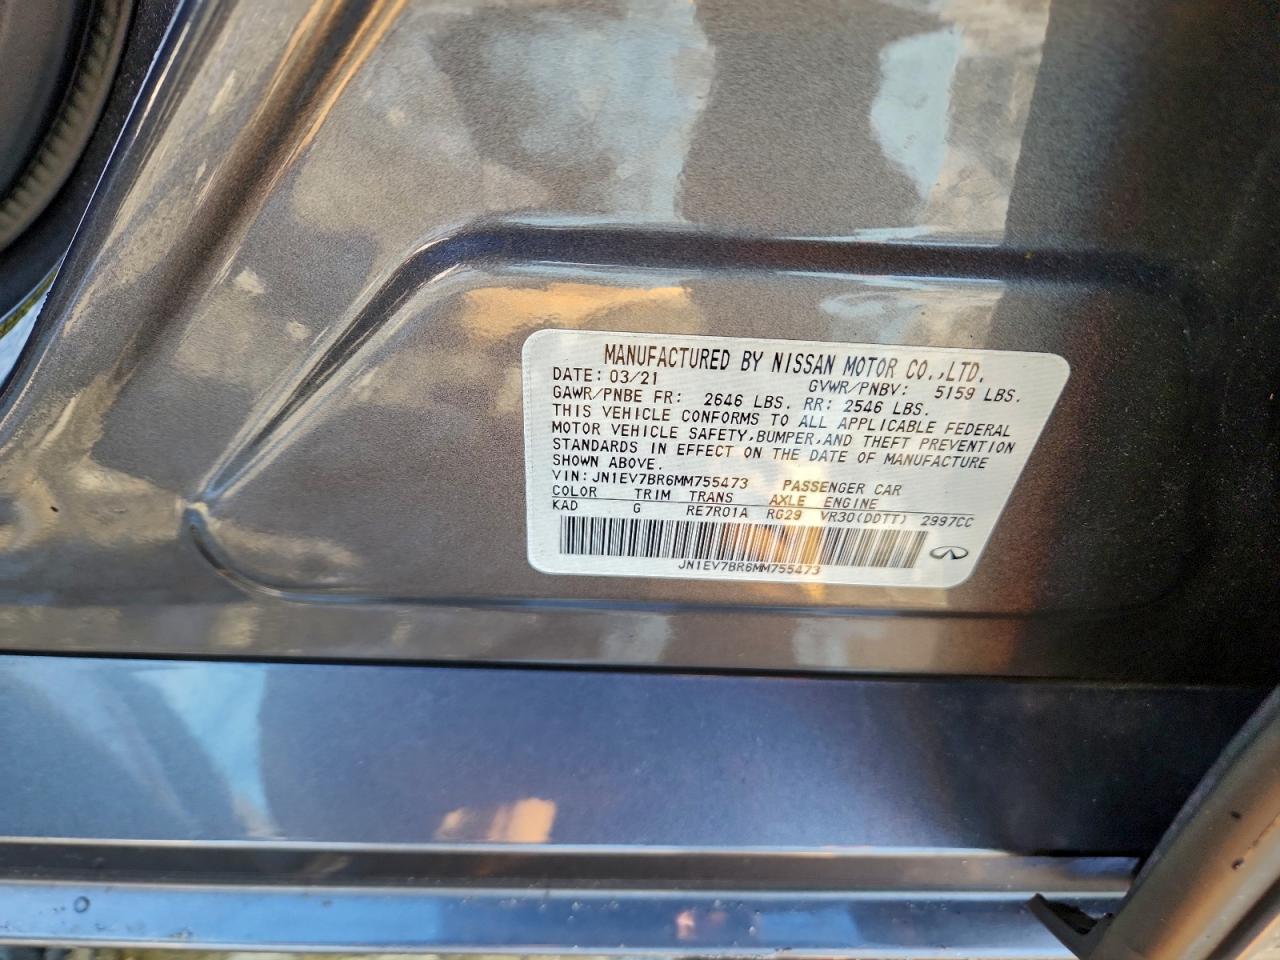 MANUFACTURED BY NISSAN MOTOR CO.,LTD.
DATE: 03/21 GVWR/PNBV: 5159 LBS.
GAWR/PNBE FR: 2646 LBS. RR: 2546 LBS.
THIS VEHICLE CONFORMS TO ALL APPLICABLE FEDERAL
MOTOR VEHICLE SAFETY,BUMPER,AND THEFT PREVENTION
STANDARDS IN EFFECT ON THE DATE OF MANUFACTURE
SHOWN ABOVE.
VIN: JN1EV7BR6MM755473 PASSENGER CAR
COLOR TRIM TRANS AXLE ENGINE
KAD G RE7R01A RG29 VR30(DDTT) 2997CC
JN1EV7BR6MM755473